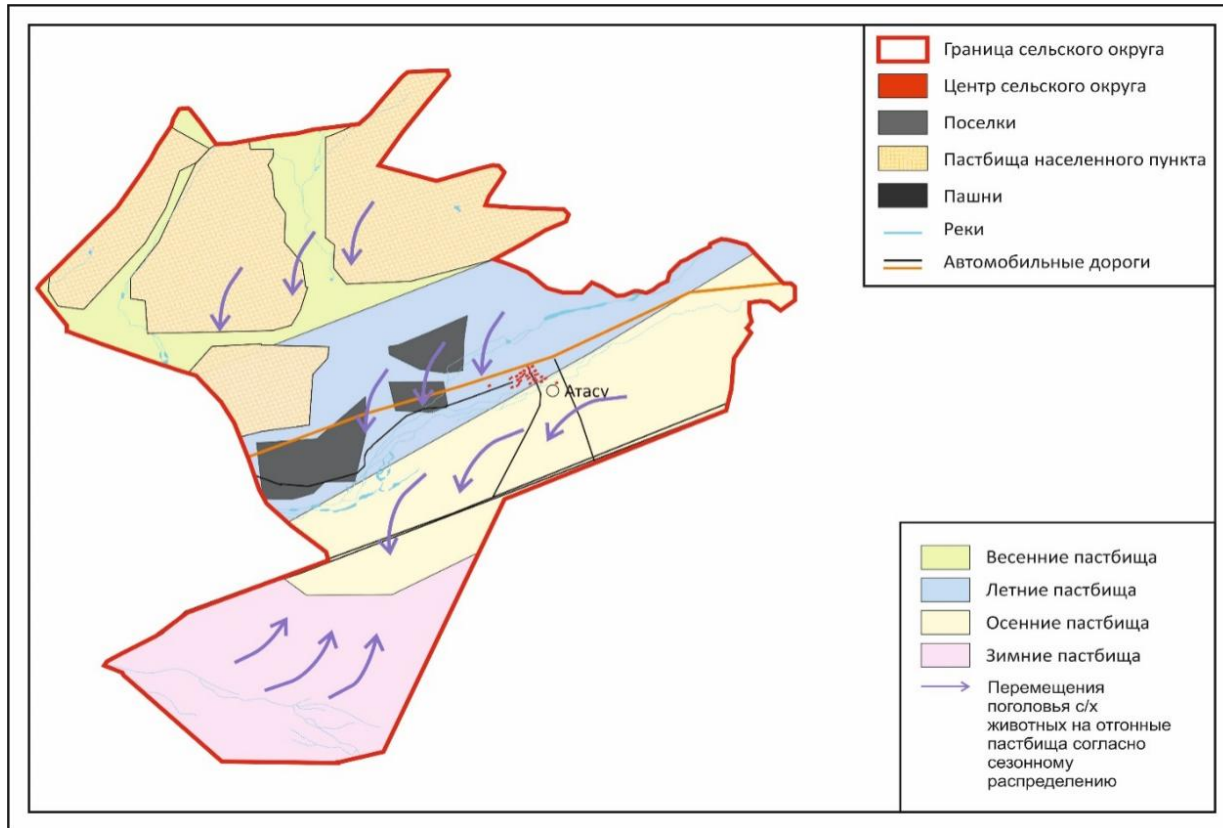 Граница сельского округа
Центр сельского округа
Поселки
Пастбища населенного пункта
Пашни
Реки
Автомобильные дороги
Атасу
Весенние пастбища
Летние пастбища
Осенние пастбища
Зимние пастбища
Перемещения
поголовья с/х
животных на отгонные
пастбища согласно
сезонному
распределению